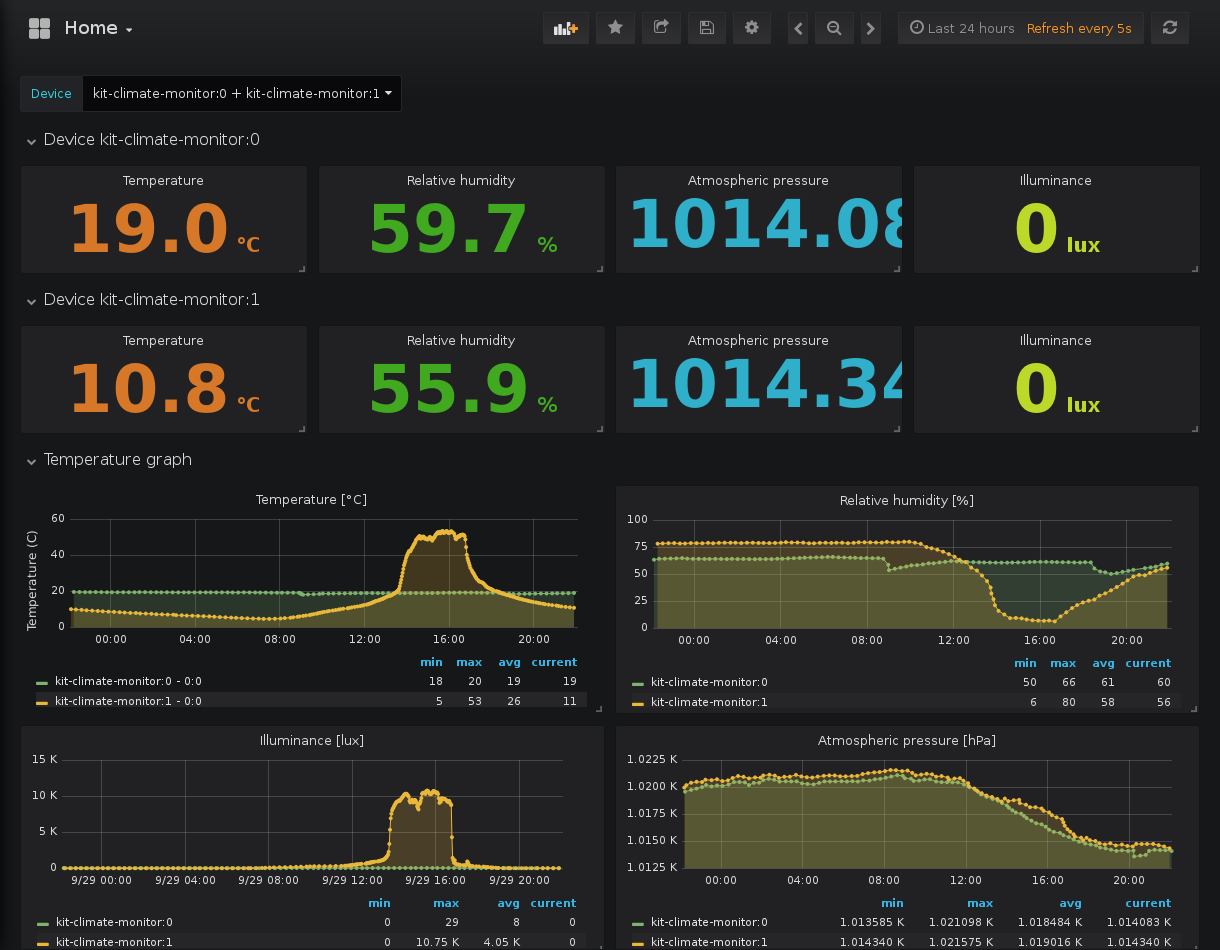 Home
Last 24 hours Refresh every 5s
Device kit-climate-monitor:0 + kit-climate-monitor:1
Device kit-climate-monitor:0
Temperature Relative humidity Atmospheric pressure Illuminance
19.0 °C 59.7 % 1014.08 0 lux
Device kit-climate-monitor:1
Temperature Relative humidity Atmospheric pressure Illuminance
10.8 °C 55.9 % 1014.34 0 lux
Temperature graph
Temperature [°C]
Temperature (C)
60
40
20
0
00:00 04:00 08:00 12:00 16:00 20:00
min max avg current
kit-climate-monitor:0 - 0:0 18 20 19 19
kit-climate-monitor:1 - 0:0 5 53 26 11
Relative humidity [%]
100
75
50
25
0
00:00 04:00 08:00 12:00 16:00 20:00
min max avg current
kit-climate-monitor:0 50 66 61 60
kit-climate-monitor:1 6 80 58 56
Illuminance [lux]
15 K
10 K
5 K
0
9/29 00:00 9/29 04:00 9/29 08:00 9/29 12:00 9/29 16:00 9/29 20:00
min max avg current
kit-climate-monitor:0 0 29 8 0
kit-climate-monitor:1 0 10.75 K 4.05 K 0
Atmospheric pressure [hPa]
1.0225 K
1.0200 K
1.0175 K
1.0150 K
1.0125 K
00:00 04:00 08:00 12:00 16:00 20:00
min max avg current
kit-climate-monitor:0 1.013585 K 1.021098 K 1.018484 K 1.014083 K
kit-climate-monitor:1 1.014340 K 1.021575 K 1.019016 K 1.014340 K